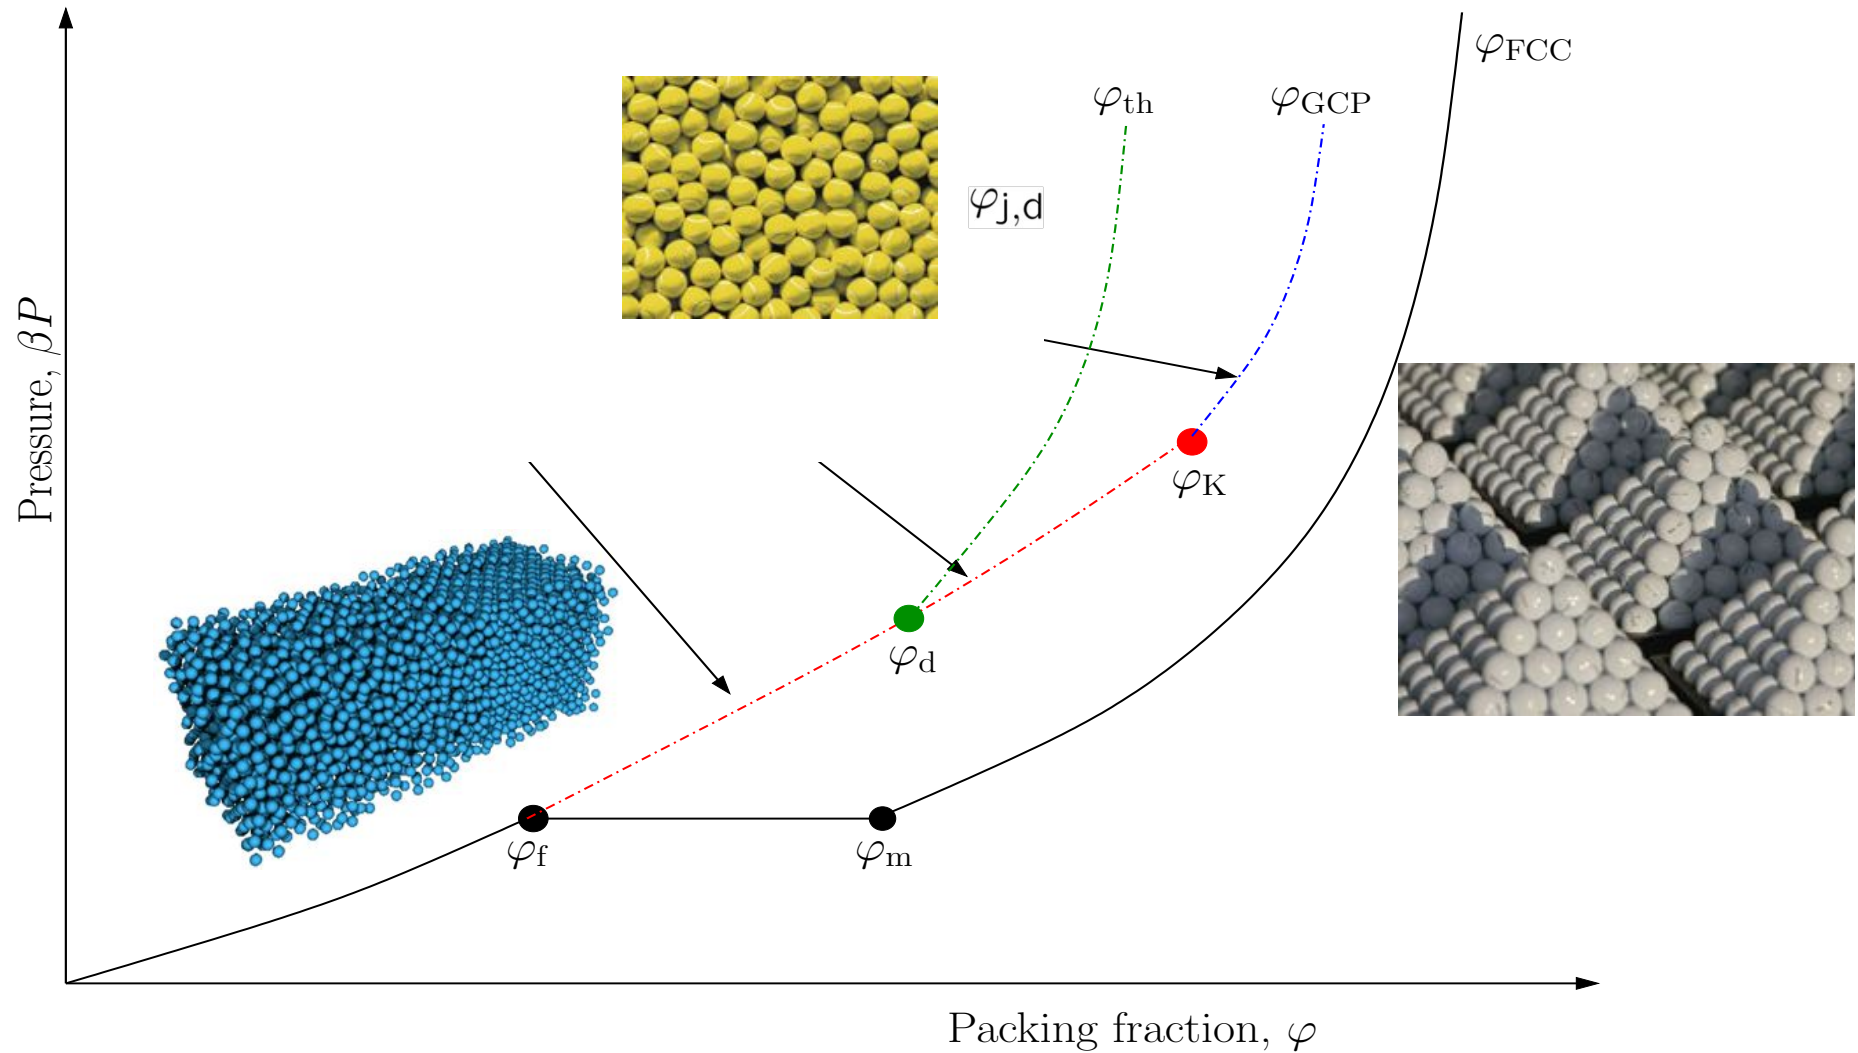 φFCC
φth
φGCP
φj,d
Pressure, βP
φK
φd
φf
φm
Packing fraction, φ